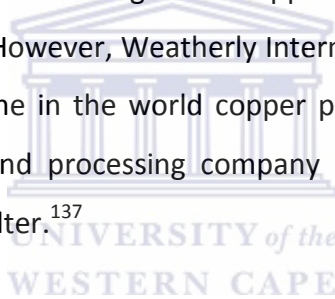 However, Weatherly Intern
ne in the world copper p
nd processing company
lter.¹³⁷
UNIVERSITY of the
WESTERN CAPE